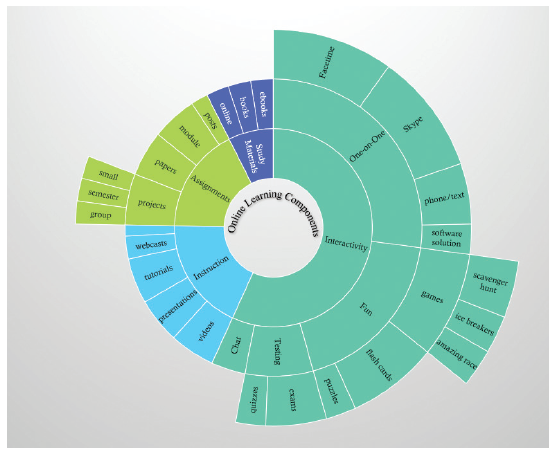 Online Learning Components
Interactivity
One-on-One
Facetime
Skype
phone/text
software
solution
Fun
games
scavenger
hunt
ice breakers
amazing race
flash cards
puzzles
Testing
exams
quizzes
Chat
Instruction
videos
presentations
tutorials
webcasts
Assignments
projects
group
semester
small
papers
module
posts
Study
Materials
online
books
ebooks